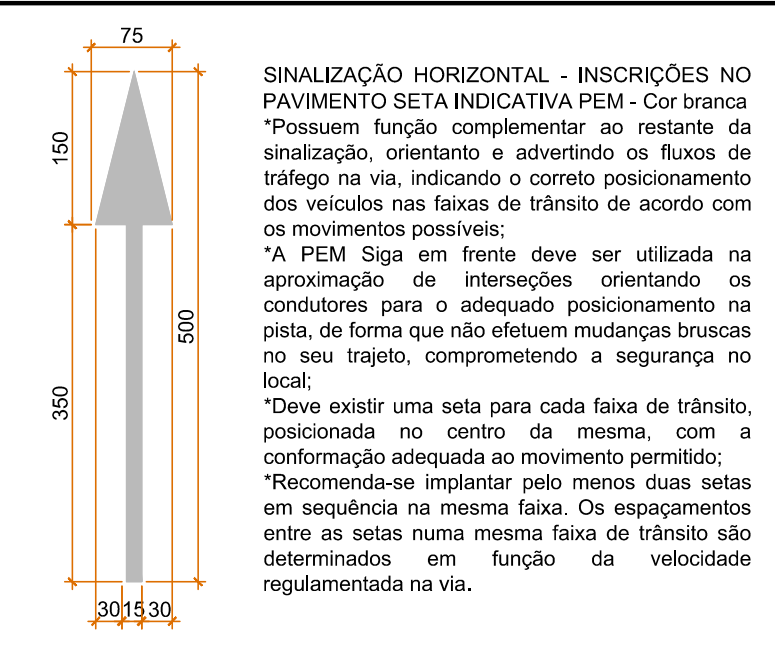 75
150
350
500
30 15 30
SINALIZAÇÃO HORIZONTAL - INSCRIÇÕES NO
PAVIMENTO SETA INDICATIVA PEM - Cor branca
*Possuem função complementar ao restante da
sinalização, orientanto e advertindo os fluxos de
tráfego na via, indicando o correto posicionamento
dos veículos nas faixas de trânsito de acordo com
os movimentos possíveis;
*A PEM Siga em frente deve ser utilizada na
aproximação de interseções orientando os
condutores para o adequado posicionamento na
pista, de forma que não efetuem mudanças bruscas
no seu trajeto, comprometendo a segurança no
local;
*Deve existir uma seta para cada faixa de trânsito,
posicionada no centro da mesma, com a
conformação adequada ao movimento permitido;
*Recomenda-se implantar pelo menos duas setas
em sequência na mesma faixa. Os espaçamentos
entre as setas numa mesma faixa de trânsito são
determinados em função da velocidade
regulamentada na via.